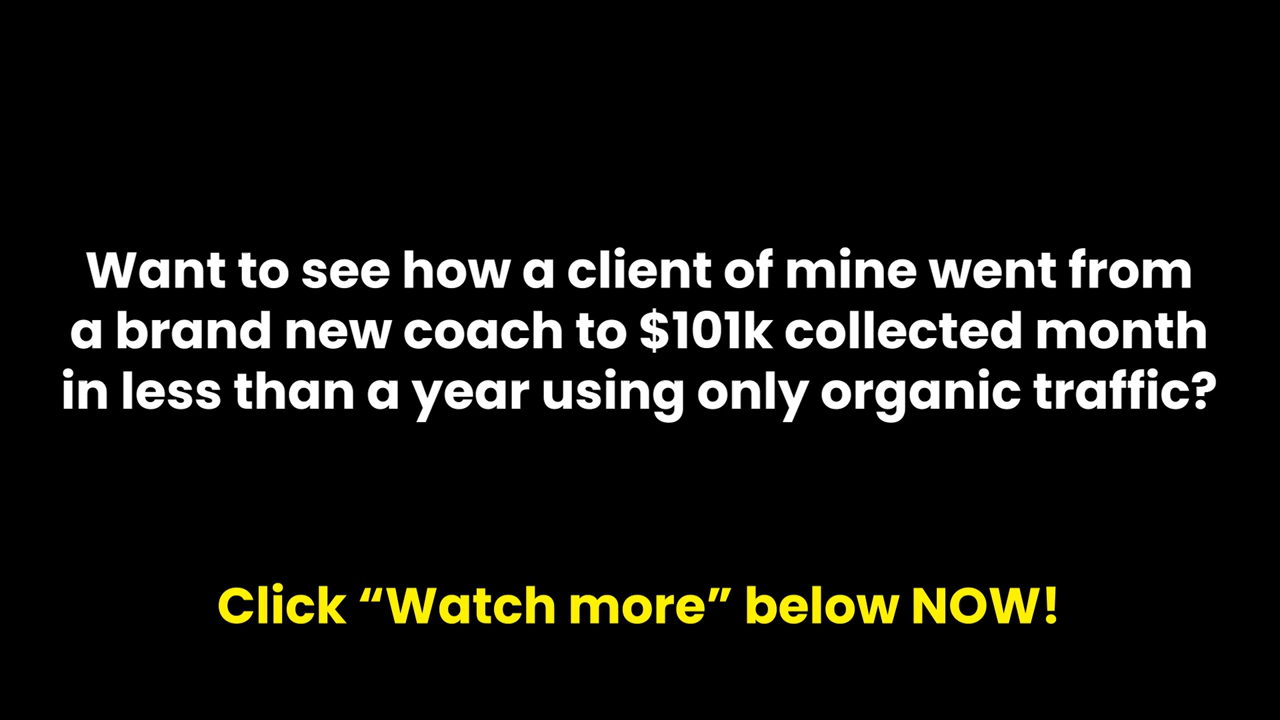 Want to see how a client of mine went from
a brand new coach to $101k collected month
in less than a year using only organic traffic?
Click “Watch more” below NOW!